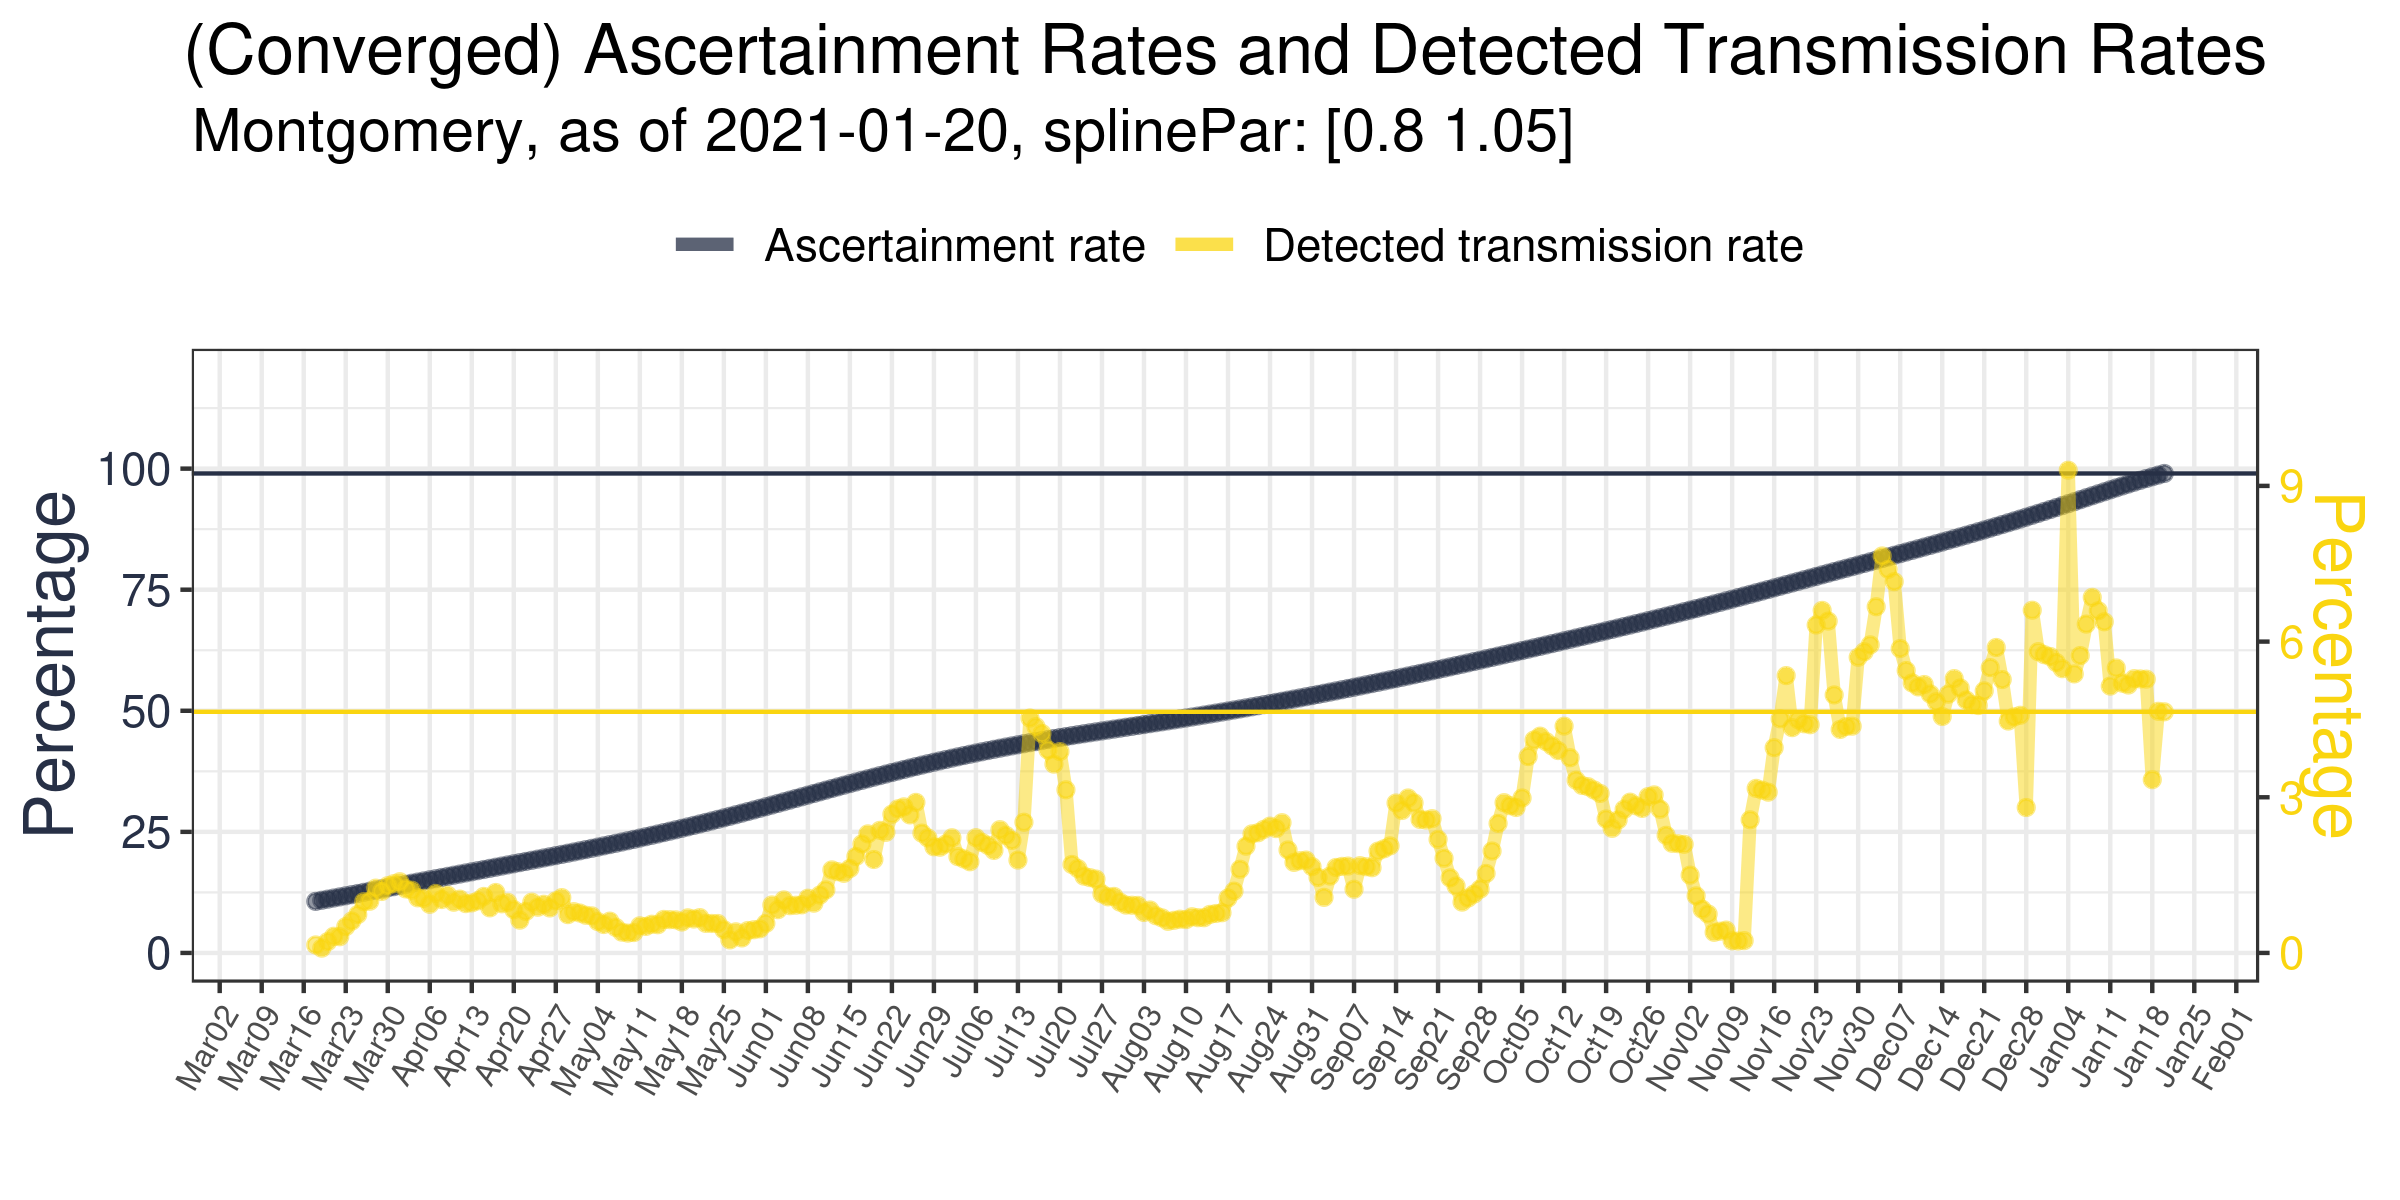 (Converged) Ascertainment Rates and Detected Transmission Rates
Montgomery, as of 2021-01-20, splinePar: [0.8 1.05]
Ascertainment rate
Detected transmission rate
Percentage
100
75
50
25
0
9
6
3
0
Percentage
Mar02
Mar09
Mar16
Mar23
Mar30
Apr06
Apr13
Apr20
Apr27
May04
May11
May18
May25
Jun01
Jun08
Jun15
Jun22
Jun29
Jul06
Jul13
Jul20
Jul27
Aug03
Aug10
Aug17
Aug24
Aug31
Sep07
Sep14
Sep21
Sep28
Oct05
Oct12
Oct19
Oct26
Nov02
Nov09
Nov16
Nov23
Nov30
Dec07
Dec14
Dec21
Dec28
Jan04
Jan11
Jan18
Jan25
Feb01